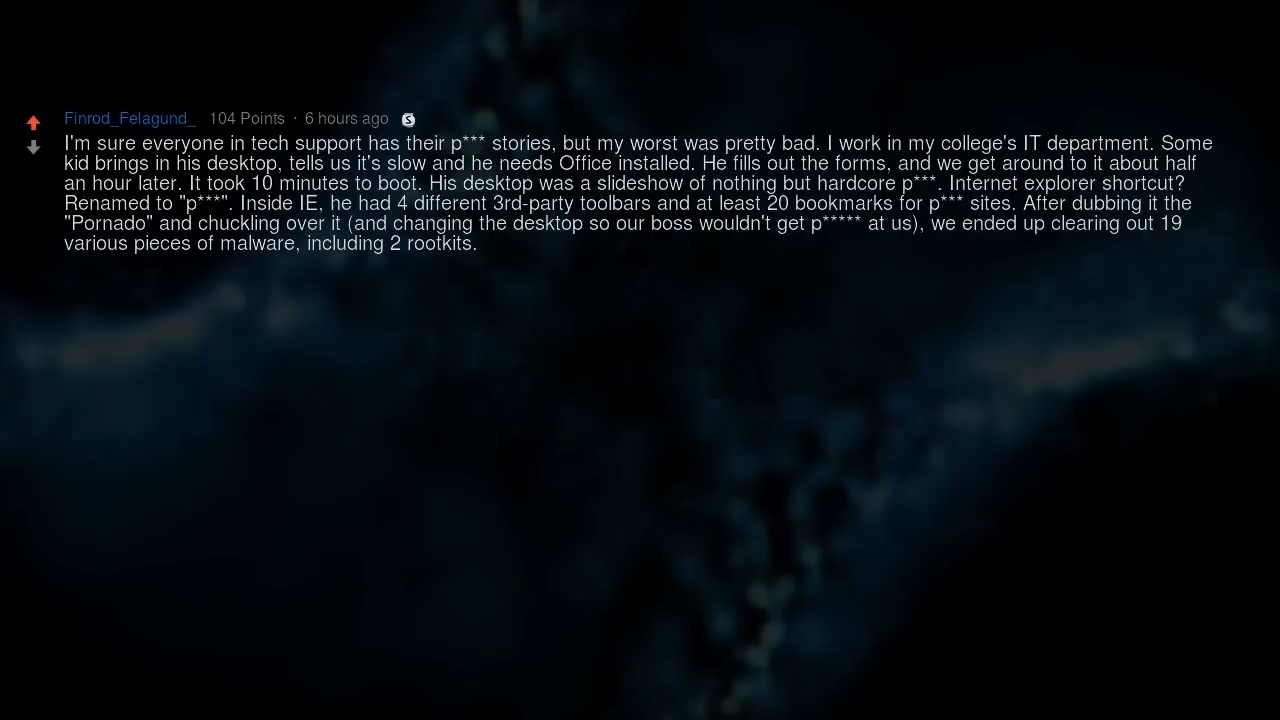 Finrod_Felagund_ 104 Points · 6 hours ago S
I'm sure everyone in tech support has their p*** stories, but my worst was pretty bad. I work in my college's IT department. Some
kid brings in his desktop, tells us it's slow and he needs Office installed. He fills out the forms, and we get around to it about half
an hour later. It took 10 minutes to boot. His desktop was a slideshow of nothing but hardcore p***. Internet explorer shortcut?
Renamed to "p***". Inside IE, he had 4 different 3rd-party toolbars and at least 20 bookmarks for p*** sites. After dubbing it the
"Pornado" and chuckling over it (and changing the desktop so our boss wouldn't get p***** at us), we ended up clearing out 19
various pieces of malware, including 2 rootkits.